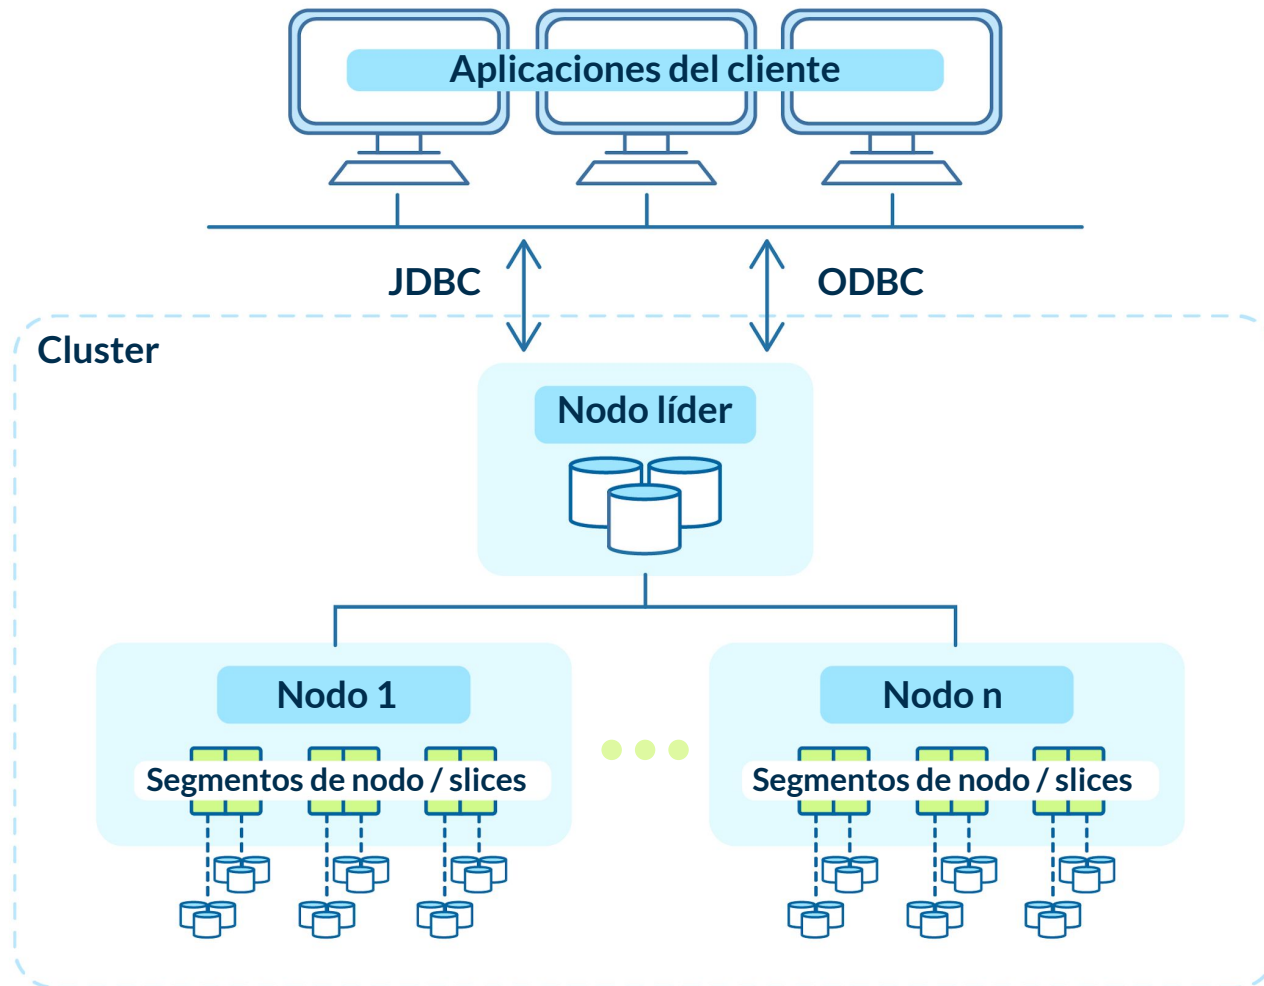 Aplicaciones del cliente
JDBC
ODBC
Cluster
Nodo líder
Nodo 1
Nodo n
Segmentos de nodo / slices
Segmentos de nodo / slices